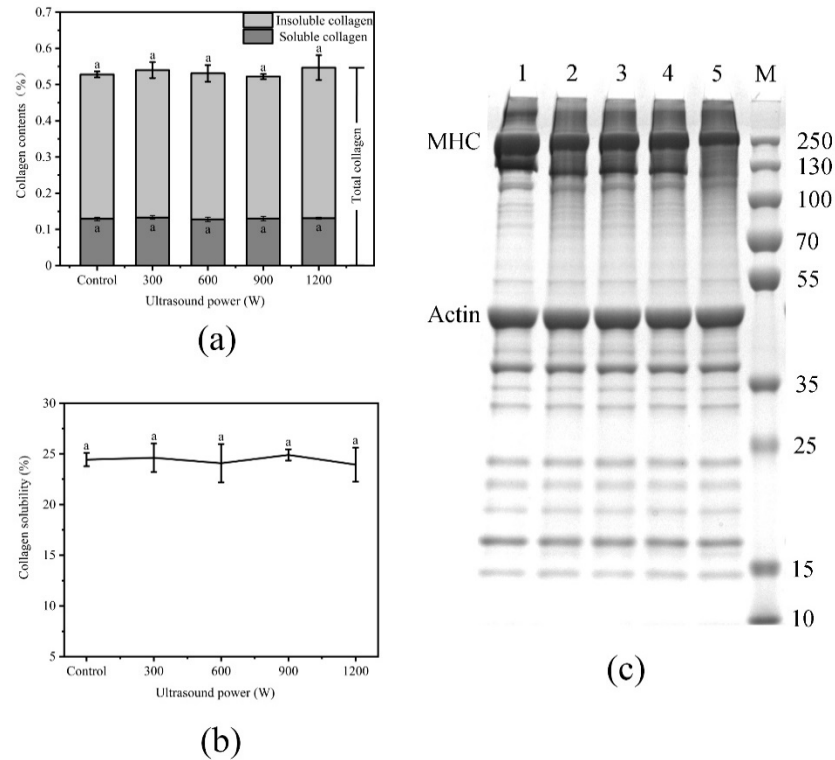 0.7
0.6
0.5
0.4
0.3
0.2
0.1
0
Collagen contents (%)
Insoluble collagen
Soluble collagen
a a a a a
a a a a a
Total collagen
Control 300 600 900 1200
Ultrasound power (W)
(a)
30
25
20
15
10
5
Collagen solubility (%)
a a a a a
Control 300 600 900 1200
Ultrasound power (W)
(b)
1 2 3 4 5 M
MHC
Actin
250
130
100
70
55
35
25
15
10
(c)